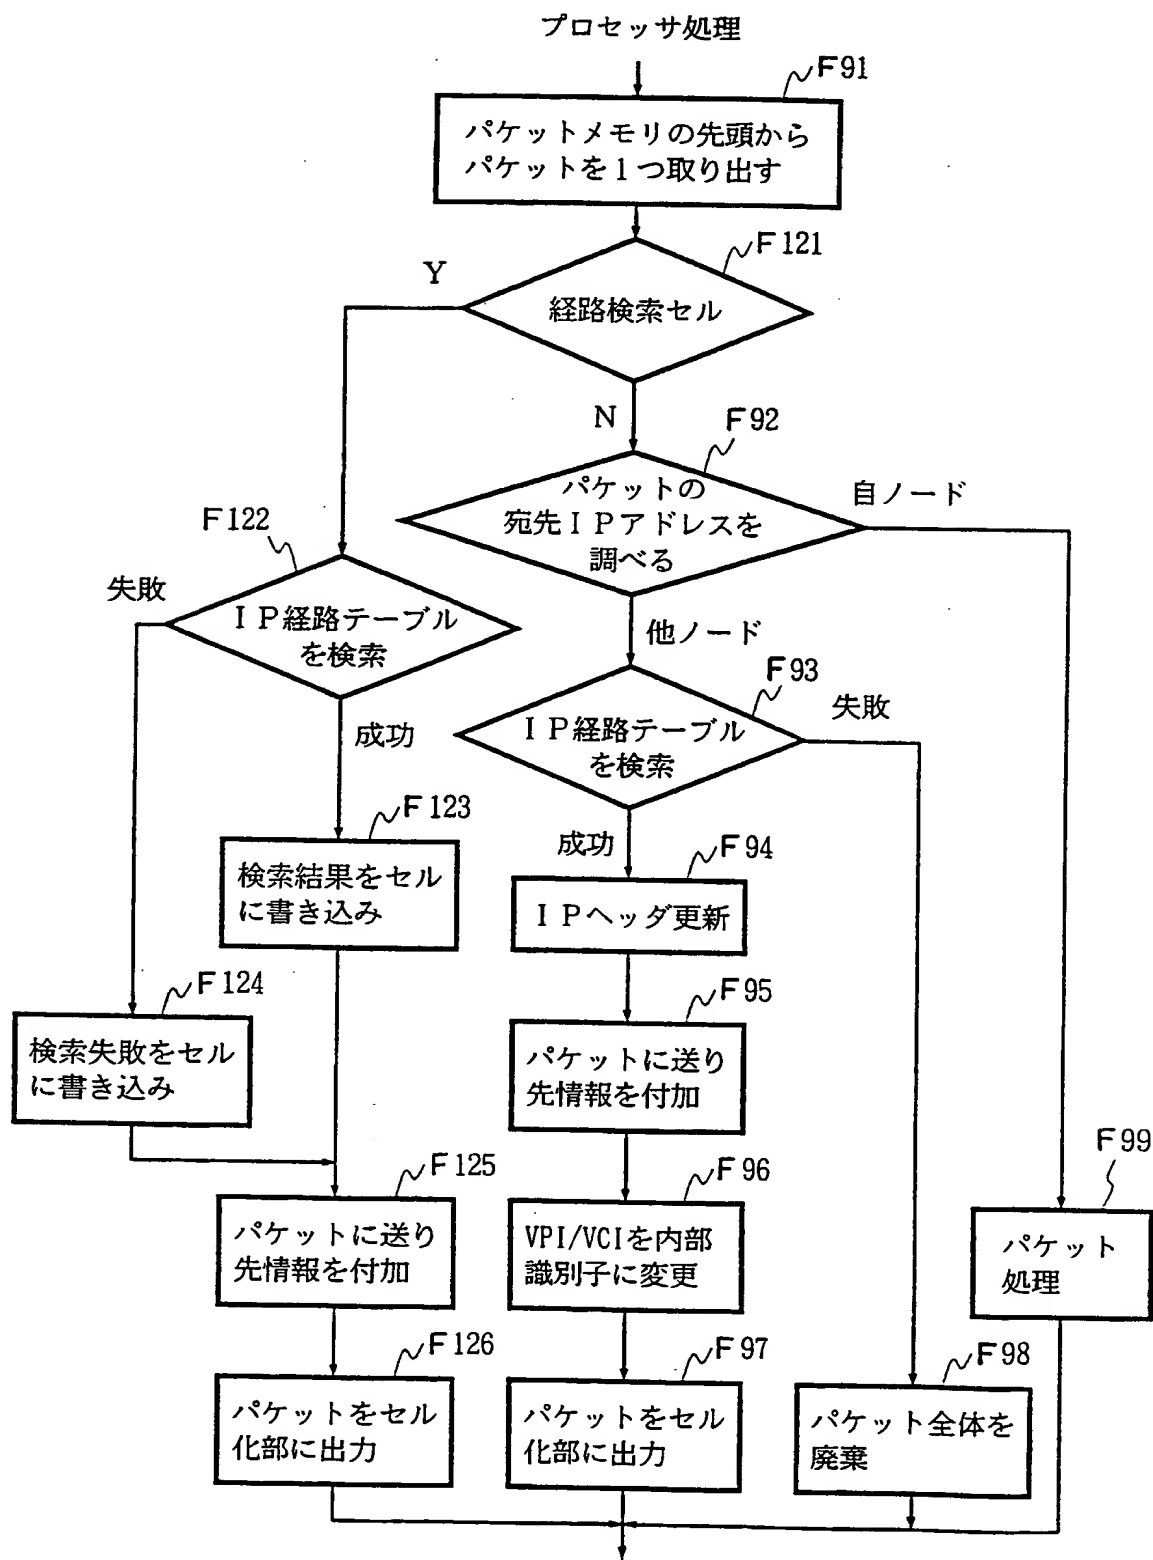 プロセッサ処理
F91
パケットメモリの先頭から
パケットを1つ取り出す
F121
Y
経路検索セル
N
F92
パケットの
宛先IPアドレスを
調べる
自ノード
F122
失敗
IP経路テーブル
を検索
他ノード
F93
失敗
IP経路テーブル
を検索
成功
F123
検索結果をセル
に書き込み
成功
F94
IPヘッダ更新
F124
検索失敗をセル
に書き込み
F95
パケットに送り
先情報を付加
F125
パケットに送り
先情報を付加
F96
VPI/VCIを内部
識別子に変更
F99
パケット
処理
F126
パケットをセル
化部に出力
F97
パケットをセル
化部に出力
F98
パケット全体を
廃棄